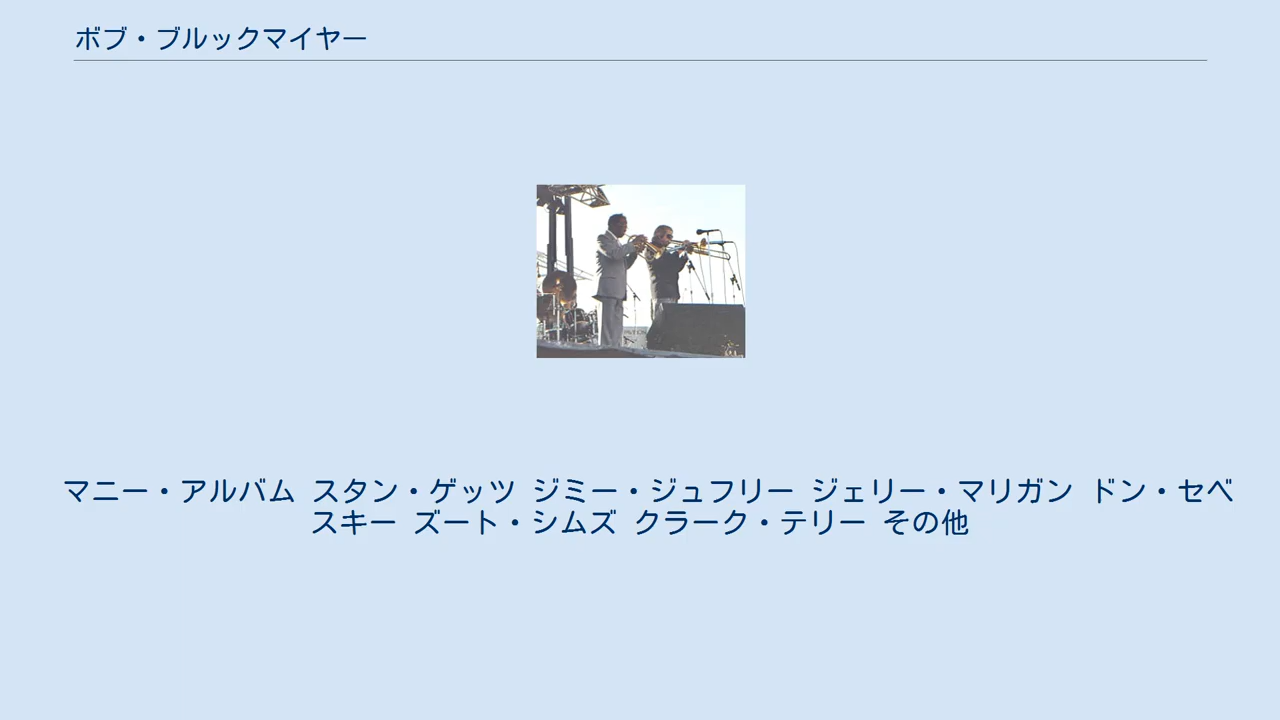 ボブ・ブルックマイヤー
マニー・アルバム スタン・ゲッツ ジミー・ジュフリー ジェリー・マリガン ドン・セベ
スキー ズート・シムズ クラーク・テリー その他